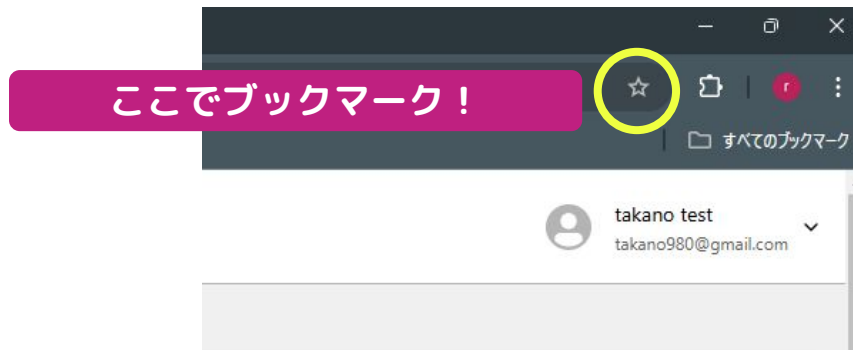 ここでブックマーク！
r
すべてのブックマーク
takano test
takano980@gmail.com